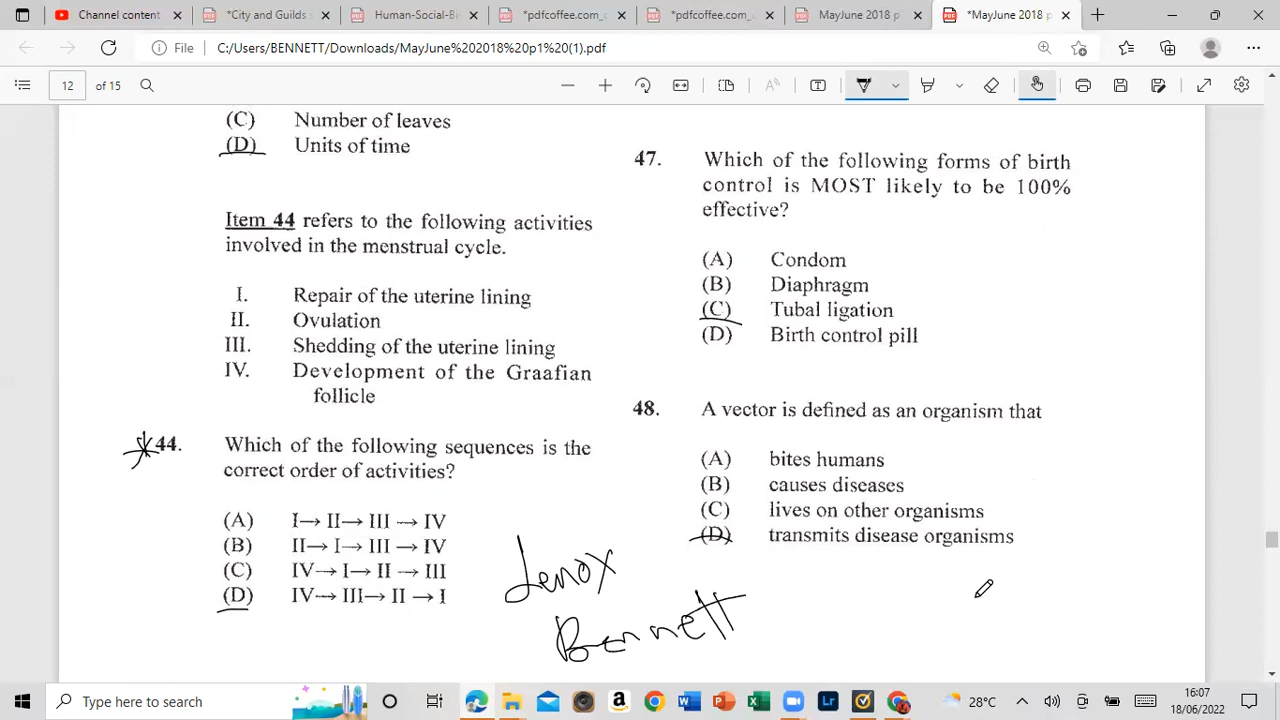 Current content
*Cnd Guilds
Human-Social-Bi
*pdfcoffee.com_c
*pdfcoffee.com_c
MayJune 2018 p
*MayJune 2018 p
File C:/Users/BENNETT/Downloads/MayJune%202018%20p1%20(1).pdf
12 of 15
(C) Number of leaves
(D) Units of time
Item 44 refers to the following activities
involved in the menstrual cycle.
I. Repair of the uterine lining
II. Ovulation
III. Shedding of the uterine lining
IV. Development of the Graafian
follicle
*44. Which of the following sequences is the
correct order of activities?
(A) I→ II→ III → IV
(B) II→ I→ III → IV
(C) IV→ I→ II → III
(D) IV→ III→ II → I
47. Which of the following forms of birth
control is MOST likely to be 100%
effective?
(A) Condom
(B) Diaphragm
(C) Tubal ligation
(D) Birth control pill
48. A vector is defined as an organism that
(A) bites humans
(B) causes diseases
(C) lives on other organisms
(D) transmits disease organisms
Lenox
Bennett
Type here to search
28°C
16:07
18/06/2022